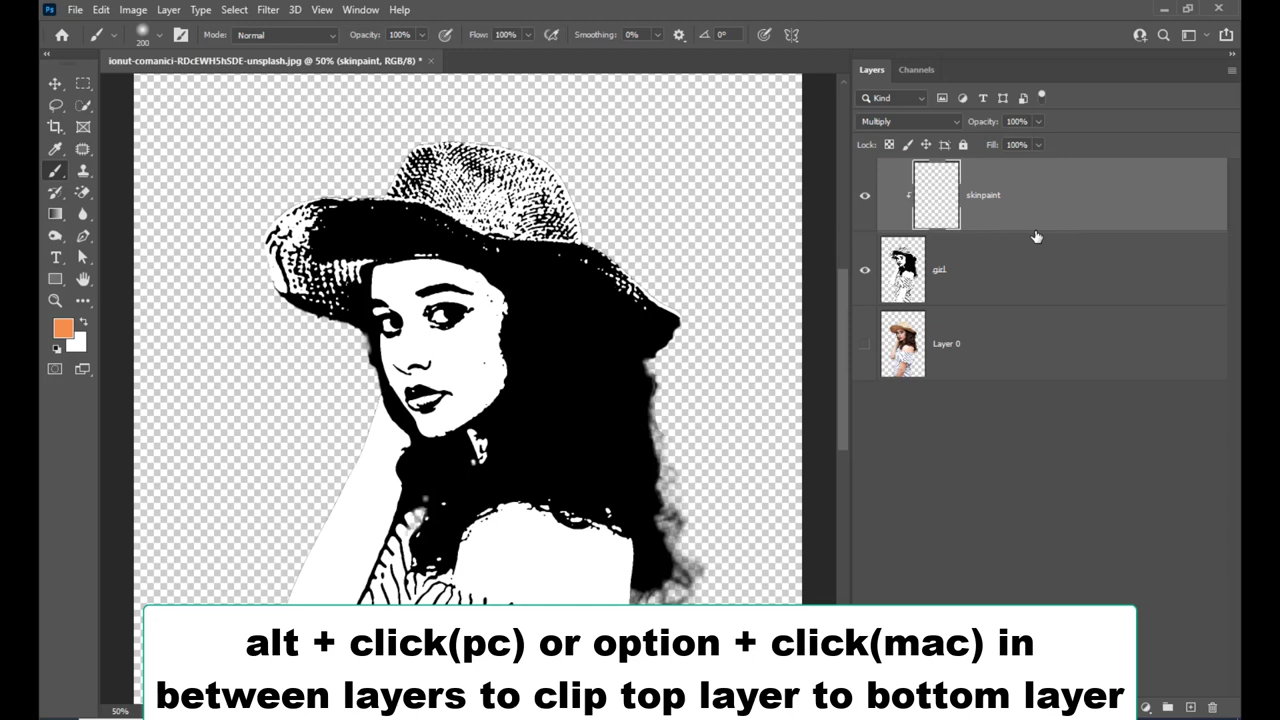 Ps File Edit Image Layer Type Select Filter 3D View Window Help
200 Mode: Normal Opacity: 100% Flow: 100% Smoothing: 0% 0°
ionut-comanici-RDcEWH5hSDE-unsplash.jpg @ 50% (skinpaint, RGB/8) *
Layers Channels
Kind
Multiply Opacity: 100%
Lock: Fill: 100%
skinpaint
girl
Layer 0
alt + click(pc) or option + click(mac) in
between layers to clip top layer to bottom layer
50%